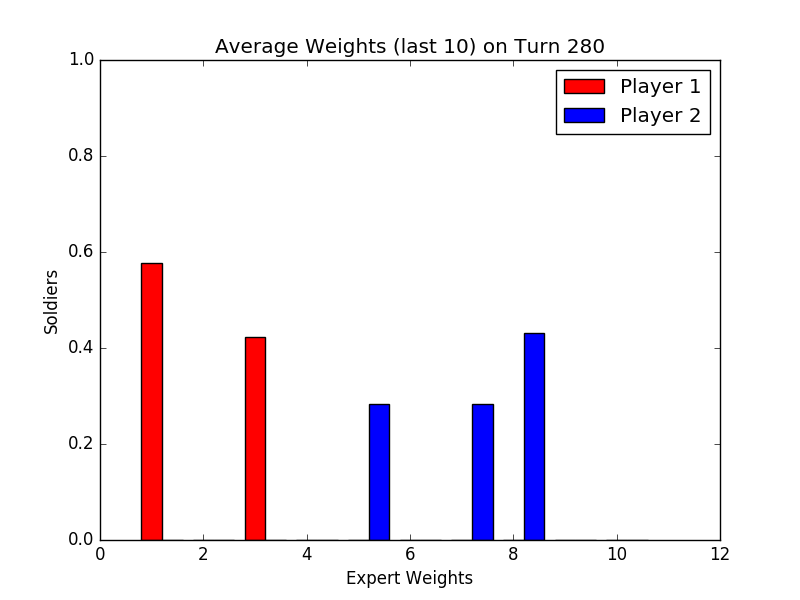 Average Weights (last 10) on Turn 280
1.0
Player 1
Player 2
0.8
0.6
Soldiers
0.4
0.2
0.0
0 2 4 6 8 10 12
Expert Weights